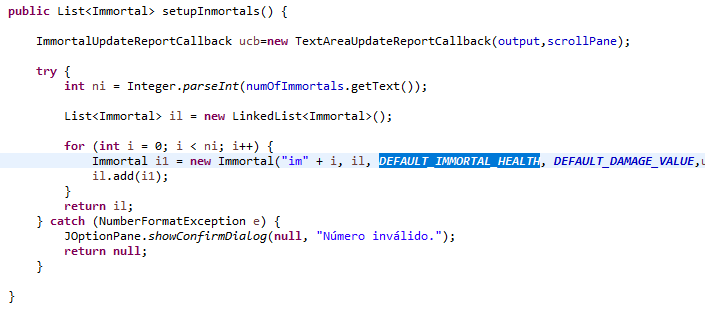 public List<Immortal> setupInmortals() {
ImmortalUpdateReportCallback ucb=new TextAreaUpdateReportCallback(output,scrollPane);
try {
int ni = Integer.parseInt(numOfImmortals.getText());
List<Immortal> il = new LinkedList<Immortal>();
for (int i = 0; i < ni; i++) {
Immortal i1 = new Immortal("im" + i, il, DEFAULT_IMMORTAL_HEALTH, DEFAULT_DAMAGE_VALUE,u
il.add(i1);
}
return il;
} catch (NumberFormatException e) {
JOptionPane.showConfirmDialog(null, "Número inválido.");
return null;
}
}